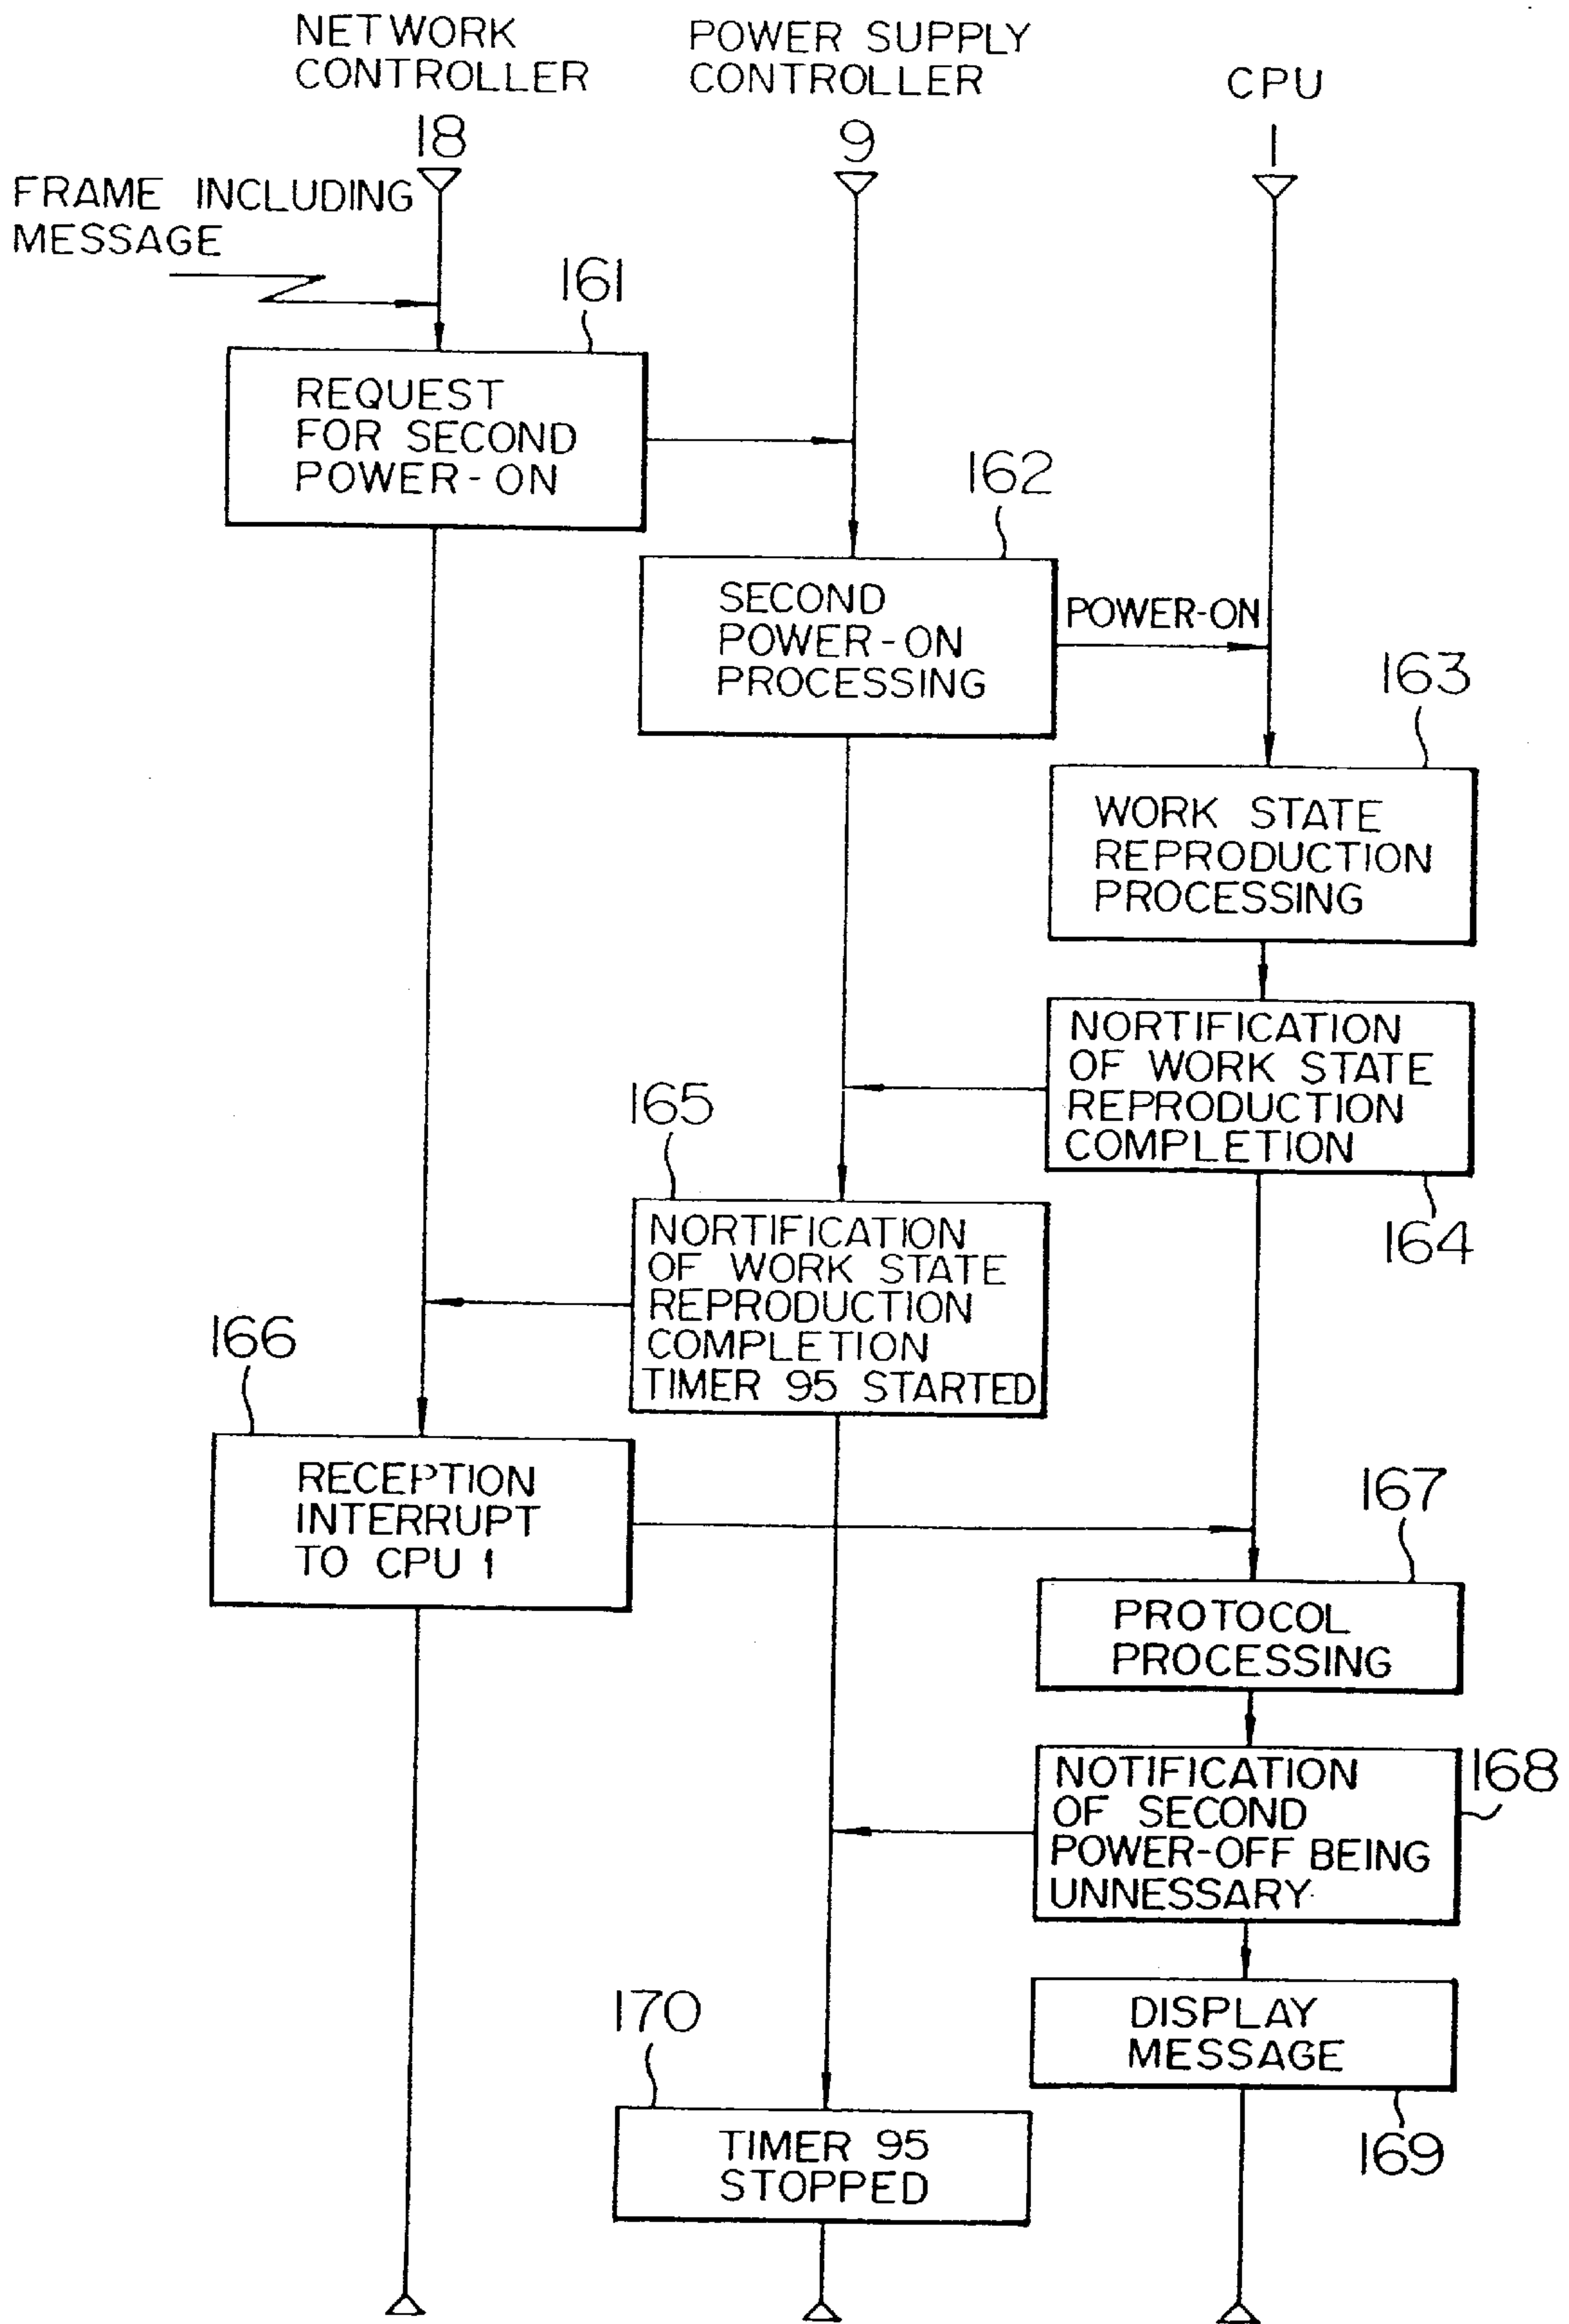 NETWORK
CONTROLLER
18
POWER SUPPLY
CONTROLLER
9
CPU
1
FRAME INCLUDING
MESSAGE
161
REQUEST
FOR SECOND
POWER-ON
162
SECOND
POWER-ON
PROCESSING
POWER-ON
163
WORK STATE
REPRODUCTION
PROCESSING
NORTIFICATION
OF WORK STATE
REPRODUCTION
COMPLETION
164
165
NORTIFICATION
OF WORK STATE
REPRODUCTION
COMPLETION
TIMER 95 STARTED
166
RECEPTION
INTERRUPT
TO CPU 1
167
PROTOCOL
PROCESSING
NOTIFICATION
OF SECOND
POWER-OFF BEING
UNNESSARY
168
DISPLAY
MESSAGE
169
170
TIMER 95
STOPPED